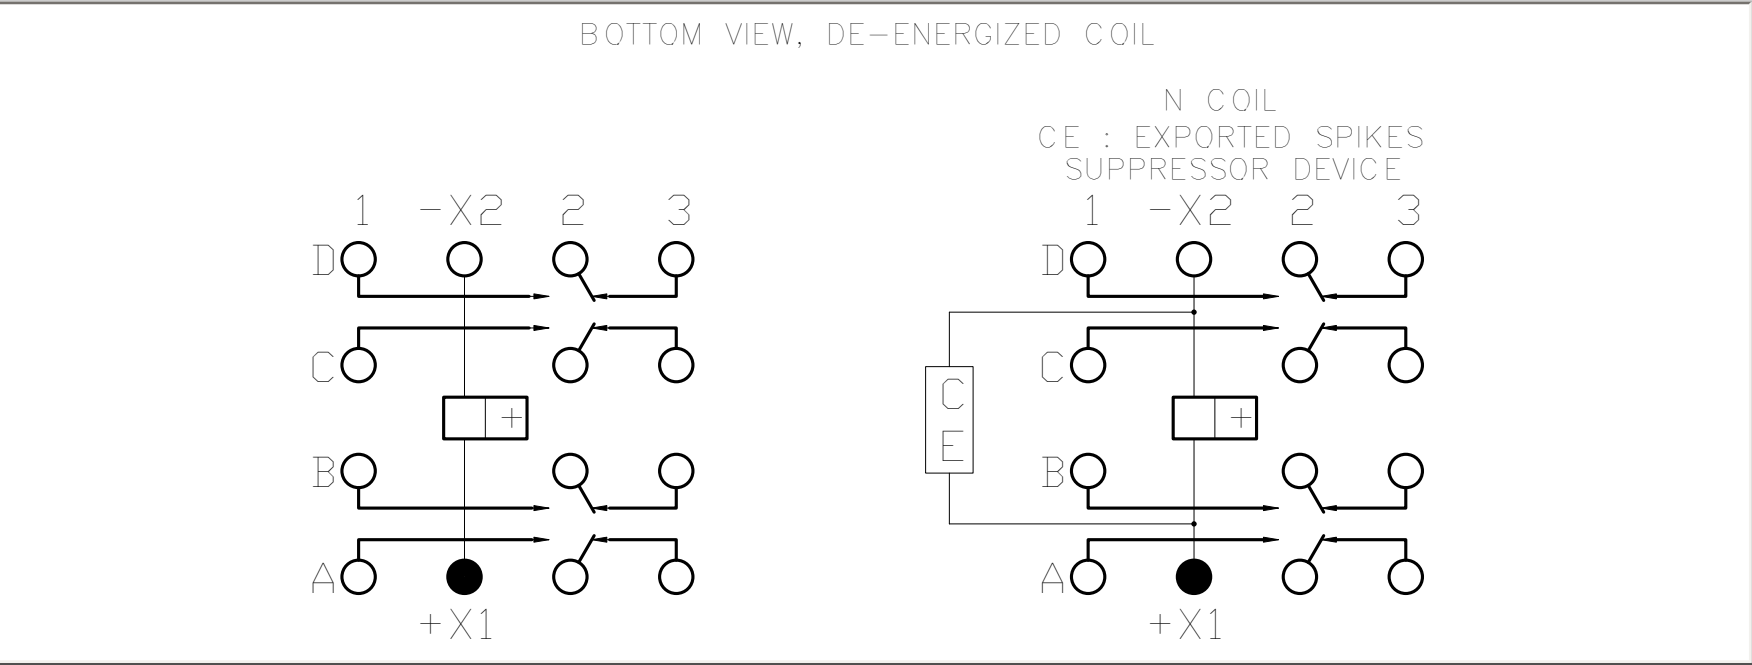 BOTTOM VIEW, DE-ENERGIZED COIL
N COIL
CE : EXPORTED SPIKES
SUPPRESSOR DEVICE
1 -X2 2 3
D
C
+
B
A
+X1
1 -X2 2 3
D
C
C
E
+
B
A
+X1